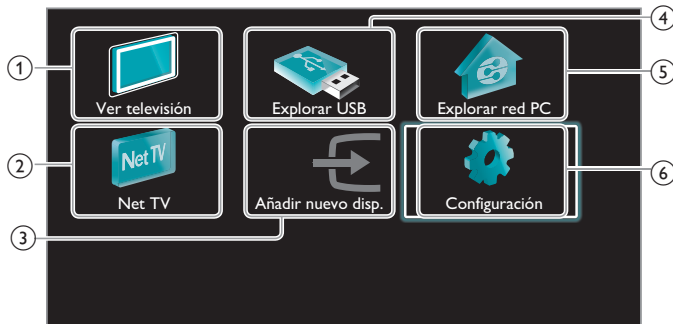 4
1
5
Ver televisión
Explorar USB
Explorar red PC
Net TV
2
6
Net TV
Añadir nuevo disp.
Configuración
3